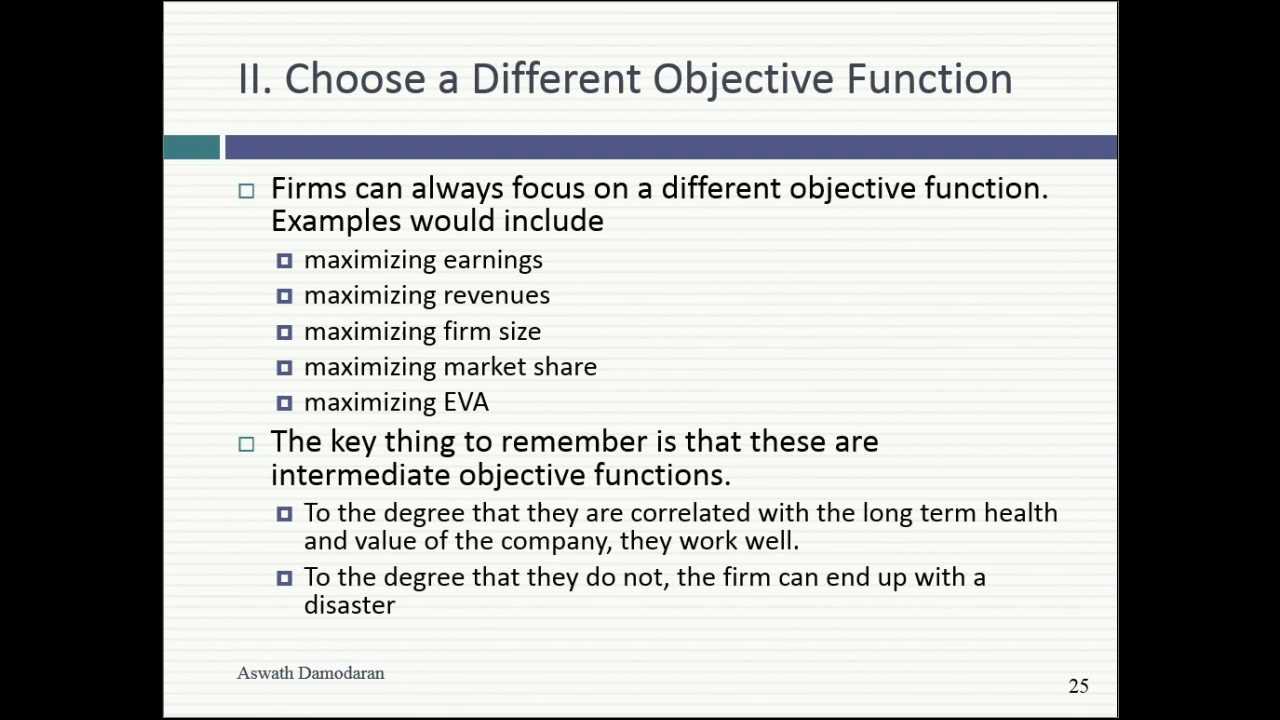 II. Choose a Different Objective Function
Firms can always focus on a different objective function.
Examples would include
maximizing earnings
maximizing revenues
maximizing firm size
maximizing market share
maximizing EVA
The key thing to remember is that these are
intermediate objective functions.
To the degree that they are correlated with the long term health
and value of the company, they work well.
To the degree that they do not, the firm can end up with a
disaster
Aswath Damodaran
25